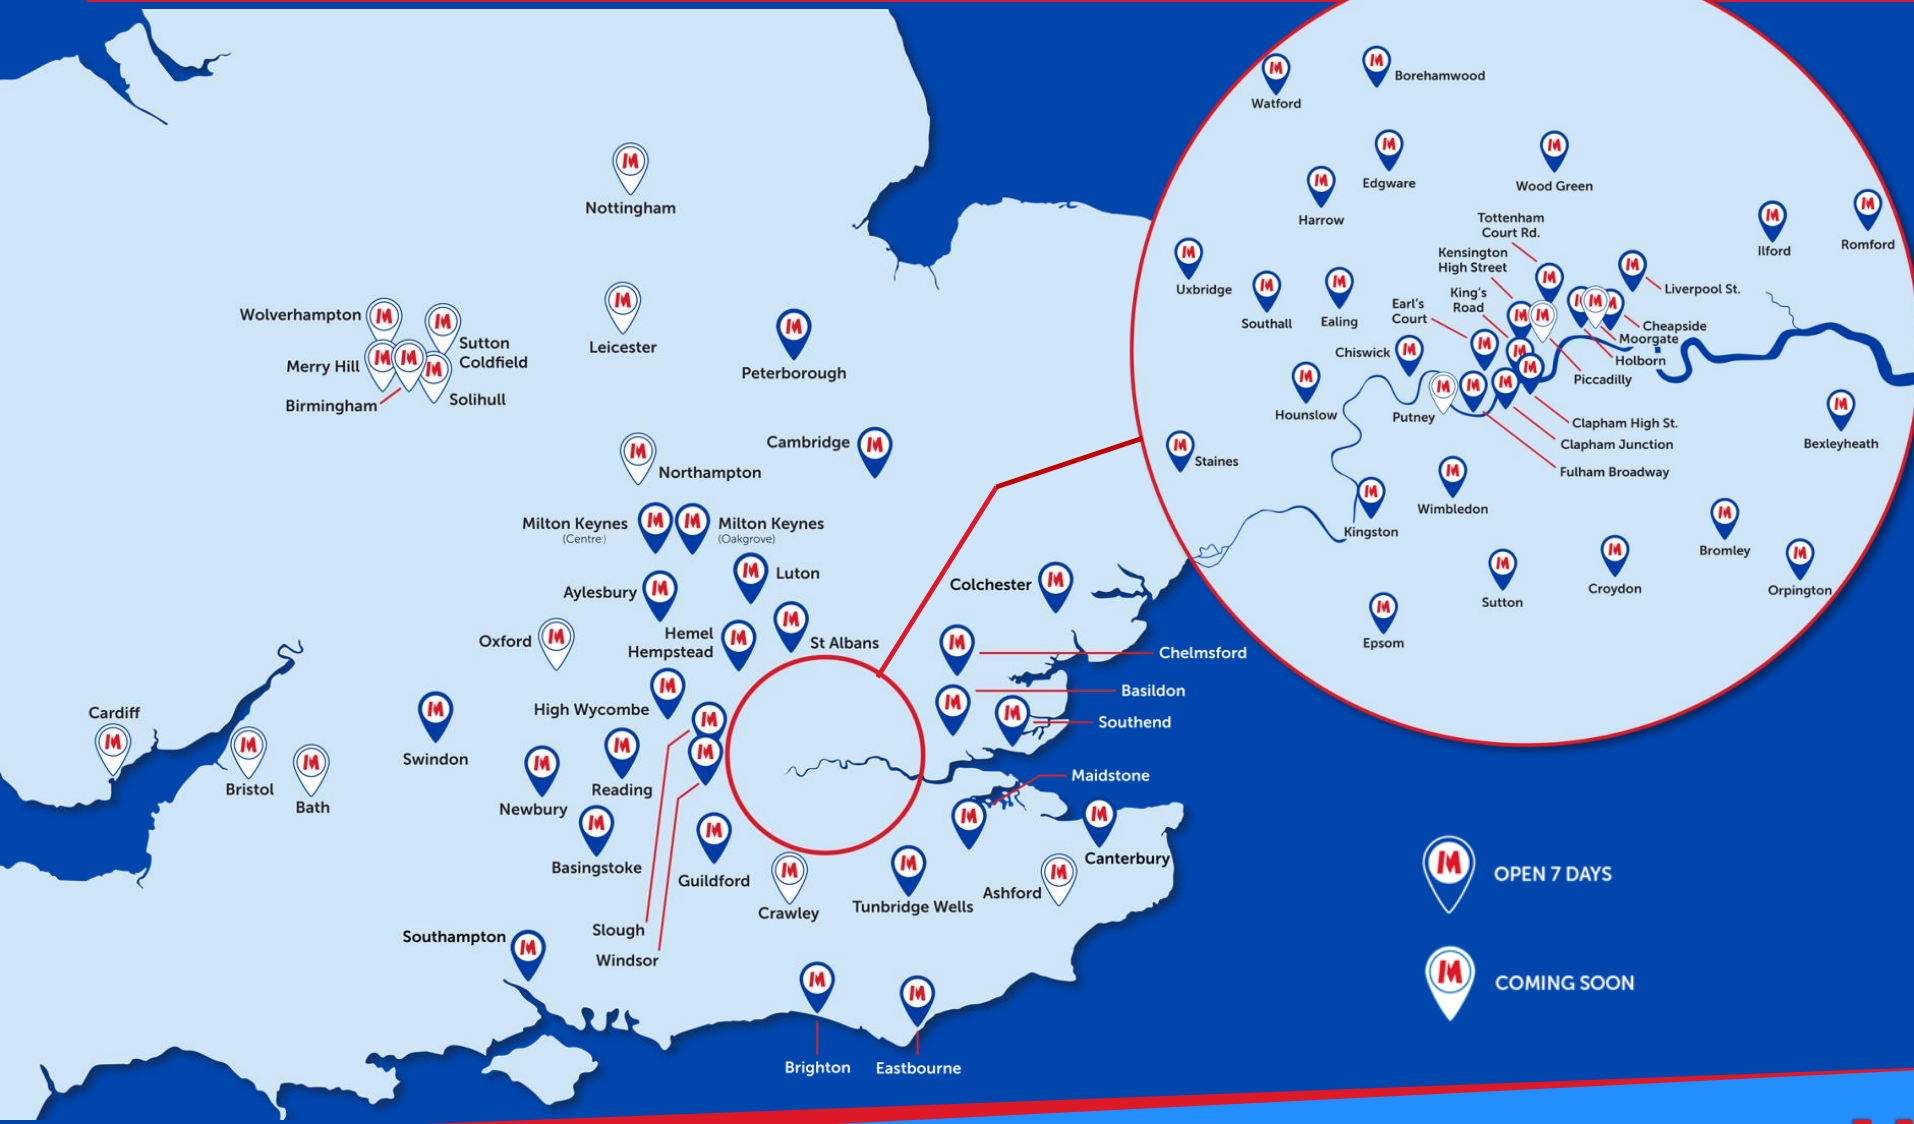 Watford
Borehamwood
Edgware
Wood Green
Harrow
Tottenham
Court Rd.
Ilford
Romford
Kensington
High Street
Uxbridge
Southall
Ealing
Earl's
Court
King's
Road
Liverpool St.
Cheapside
Moorgate
Holborn
Piccadilly
Chiswick
Hounslow
Putney
Clapham High St.
Clapham Junction
Fulham Broadway
Bexleyheath
Staines
Wimbledon
Kingston
Bromley
Orpington
Croydon
Sutton
Epsom
Nottingham
Wolverhampton
Sutton
Coldfield
Merry Hill
Birmingham
Solihull
Leicester
Peterborough
Cambridge
Northampton
Milton Keynes
(Centre)
Milton Keynes
(Oakgrove)
Luton
Aylesbury
Colchester
Oxford
Hemel
Hempstead
St Albans
Chelmsford
High Wycombe
Basildon
Southend
Cardiff
Bristol
Bath
Swindon
Newbury
Reading
Basingstoke
Maidstone
Canterbury
Guildford
Crawley
Tunbridge Wells
Ashford
Slough
Windsor
Southampton
Brighton
Eastbourne
OPEN 7 DAYS
COMING SOON